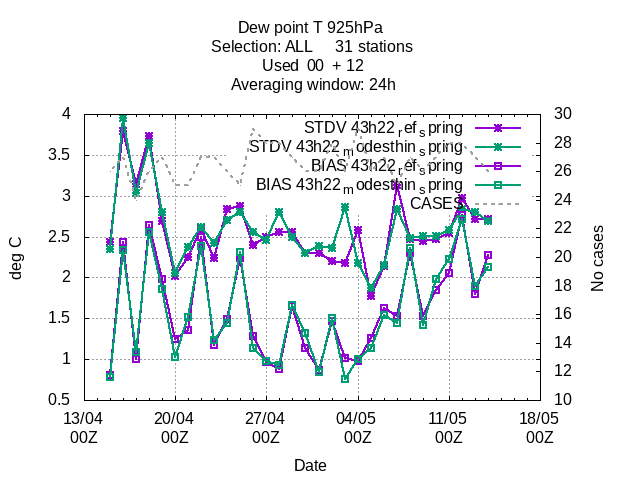 Dew point T 925hPa
Selection: ALL 31 stations
Used 00 + 12
Averaging window: 24h
STDV 43h22_ref_spring
STDV 43h22_modesthin_spring
BIAS 43h22_ref_spring
BIAS 43h22_modesthin_spring
CASES
deg C
4
3.5
3
2.5
2
1.5
1
0.5
30
28
26
24
22
20
18
16
14
12
10
No cases
13/04 20/04 27/04 04/05 11/05 18/05
00Z 00Z 00Z 00Z 00Z 00Z
Date